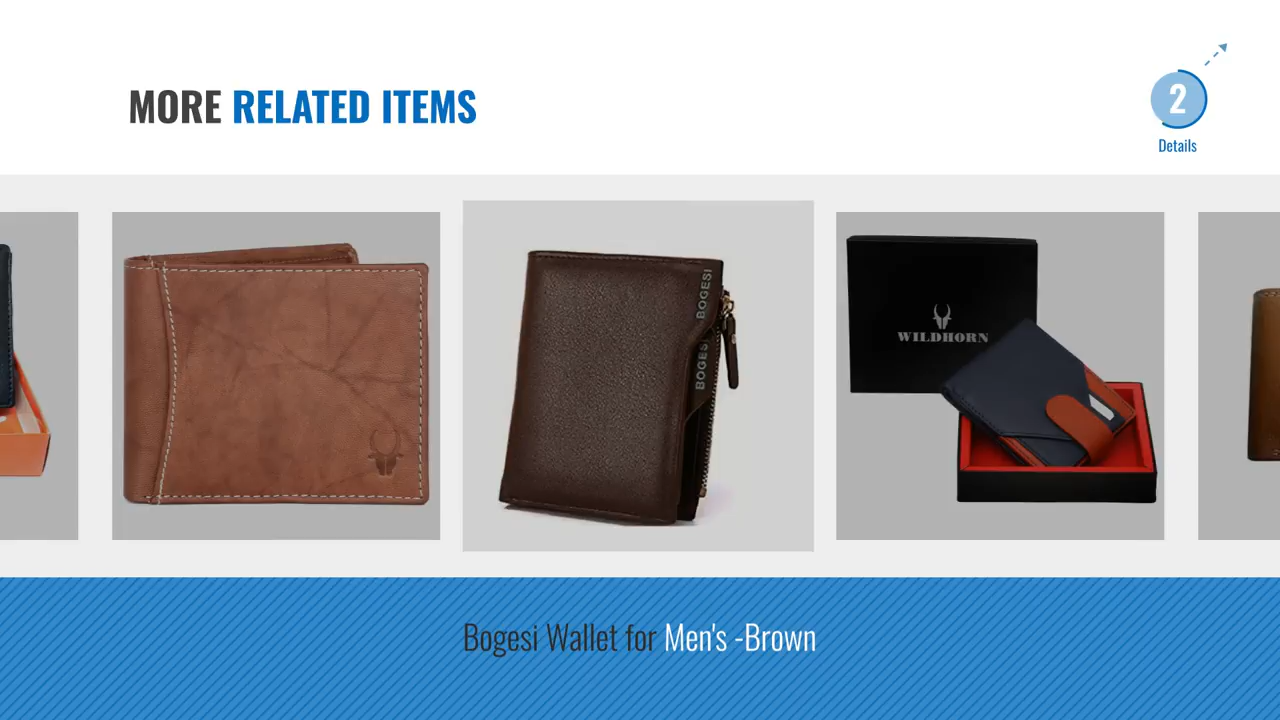 MORE RELATED ITEMS
2
Details
BOGESI
BOGESI
WILDHORN
Bogesi Wallet for Men's -Brown